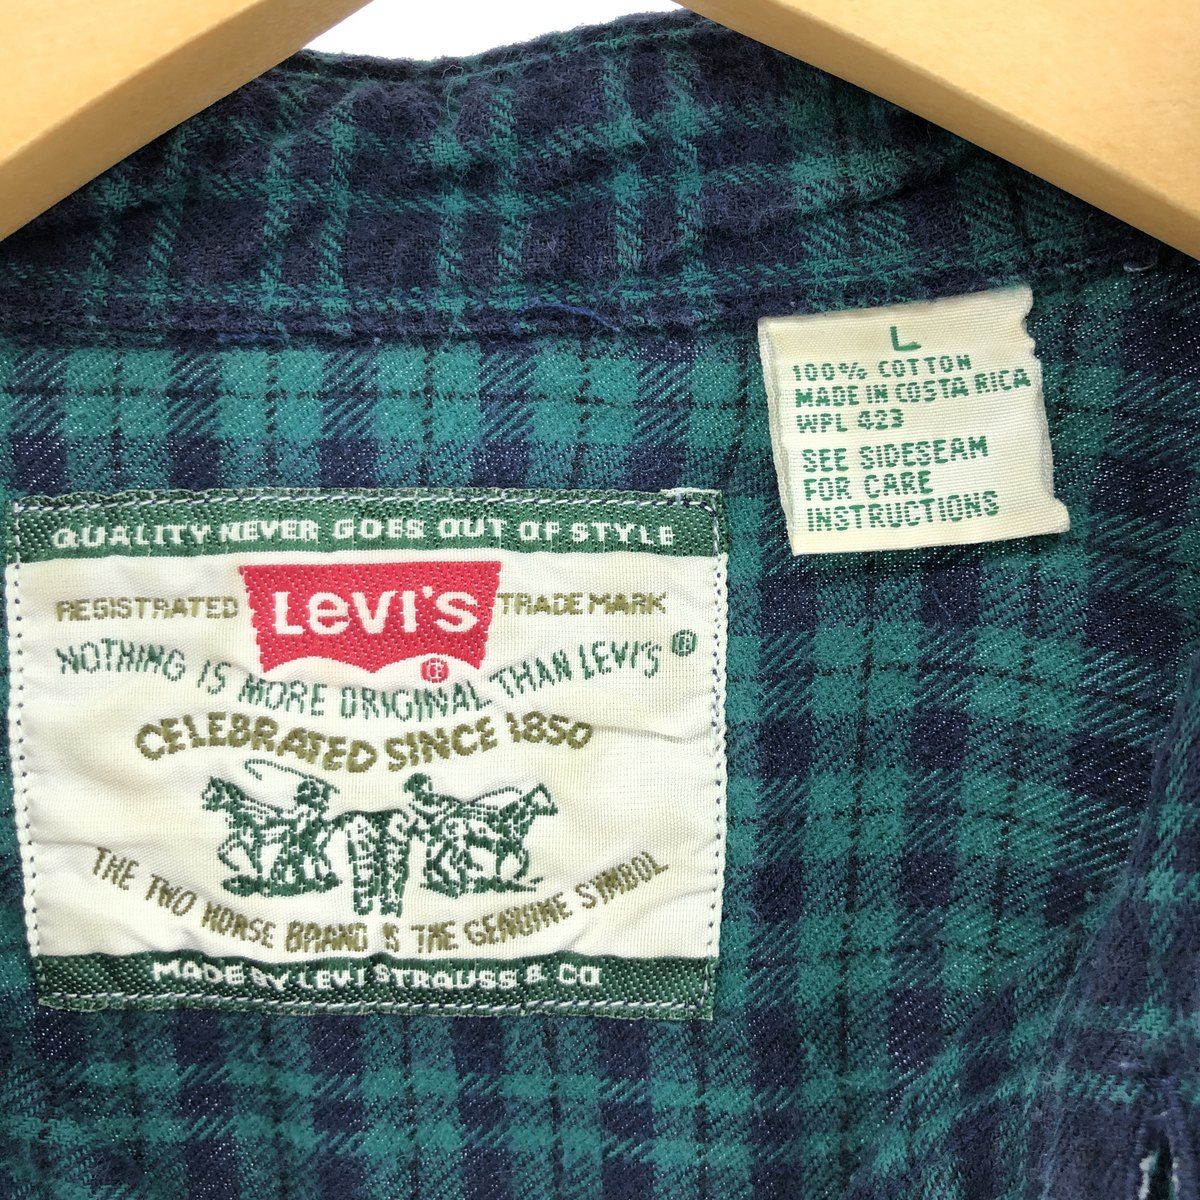 L
100% COTTON
MADE IN COSTA RICA
WPL 423
SEE SIDESEAM
FOR CARE
INSTRUCTIONS
QUALITY NEVER GOES OUT OF STYLE
REGISTRATED LEVI'S TRADE MARK
®
NOTHING IS MORE ORIGINAL THAN LEVI'S ®
CELEBRATED SINCE 1850
THE TWO HORSE BRAND IS THE GENUINE SYMBOL
MADE BY LEVI STRAUSS & CO